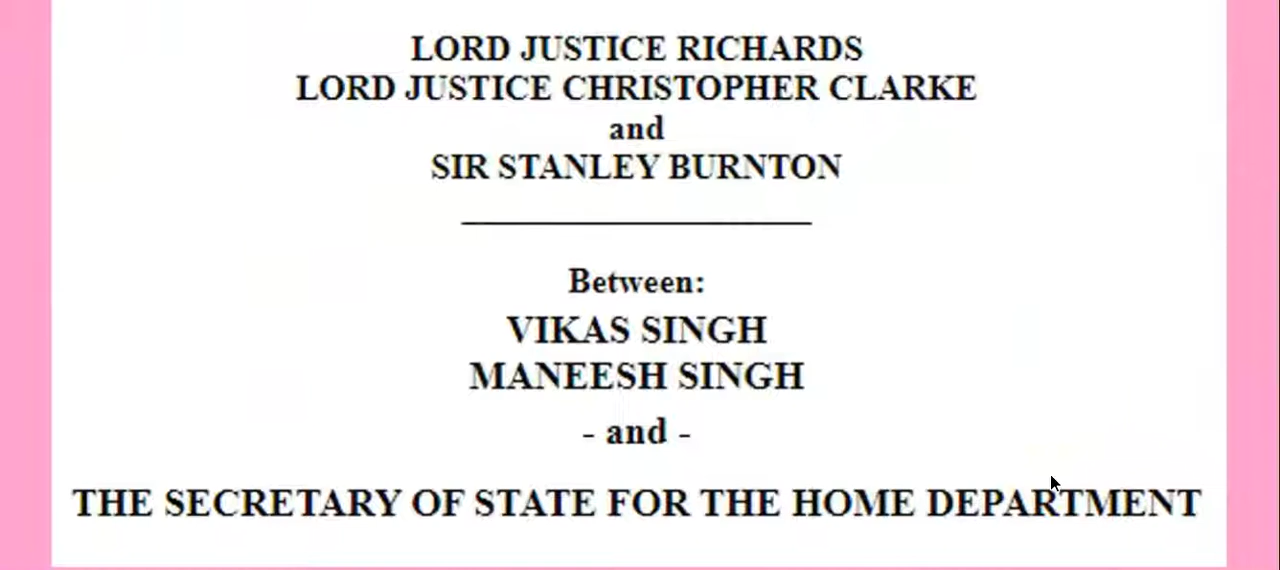 LORD JUSTICE RICHARDS
LORD JUSTICE CHRISTOPHER CLARKE
and
SIR STANLEY BURNTON
Between:
VIKAS SINGH
MANEESH SINGH
- and -
THE SECRETARY OF STATE FOR THE HOME DEPARTMENT